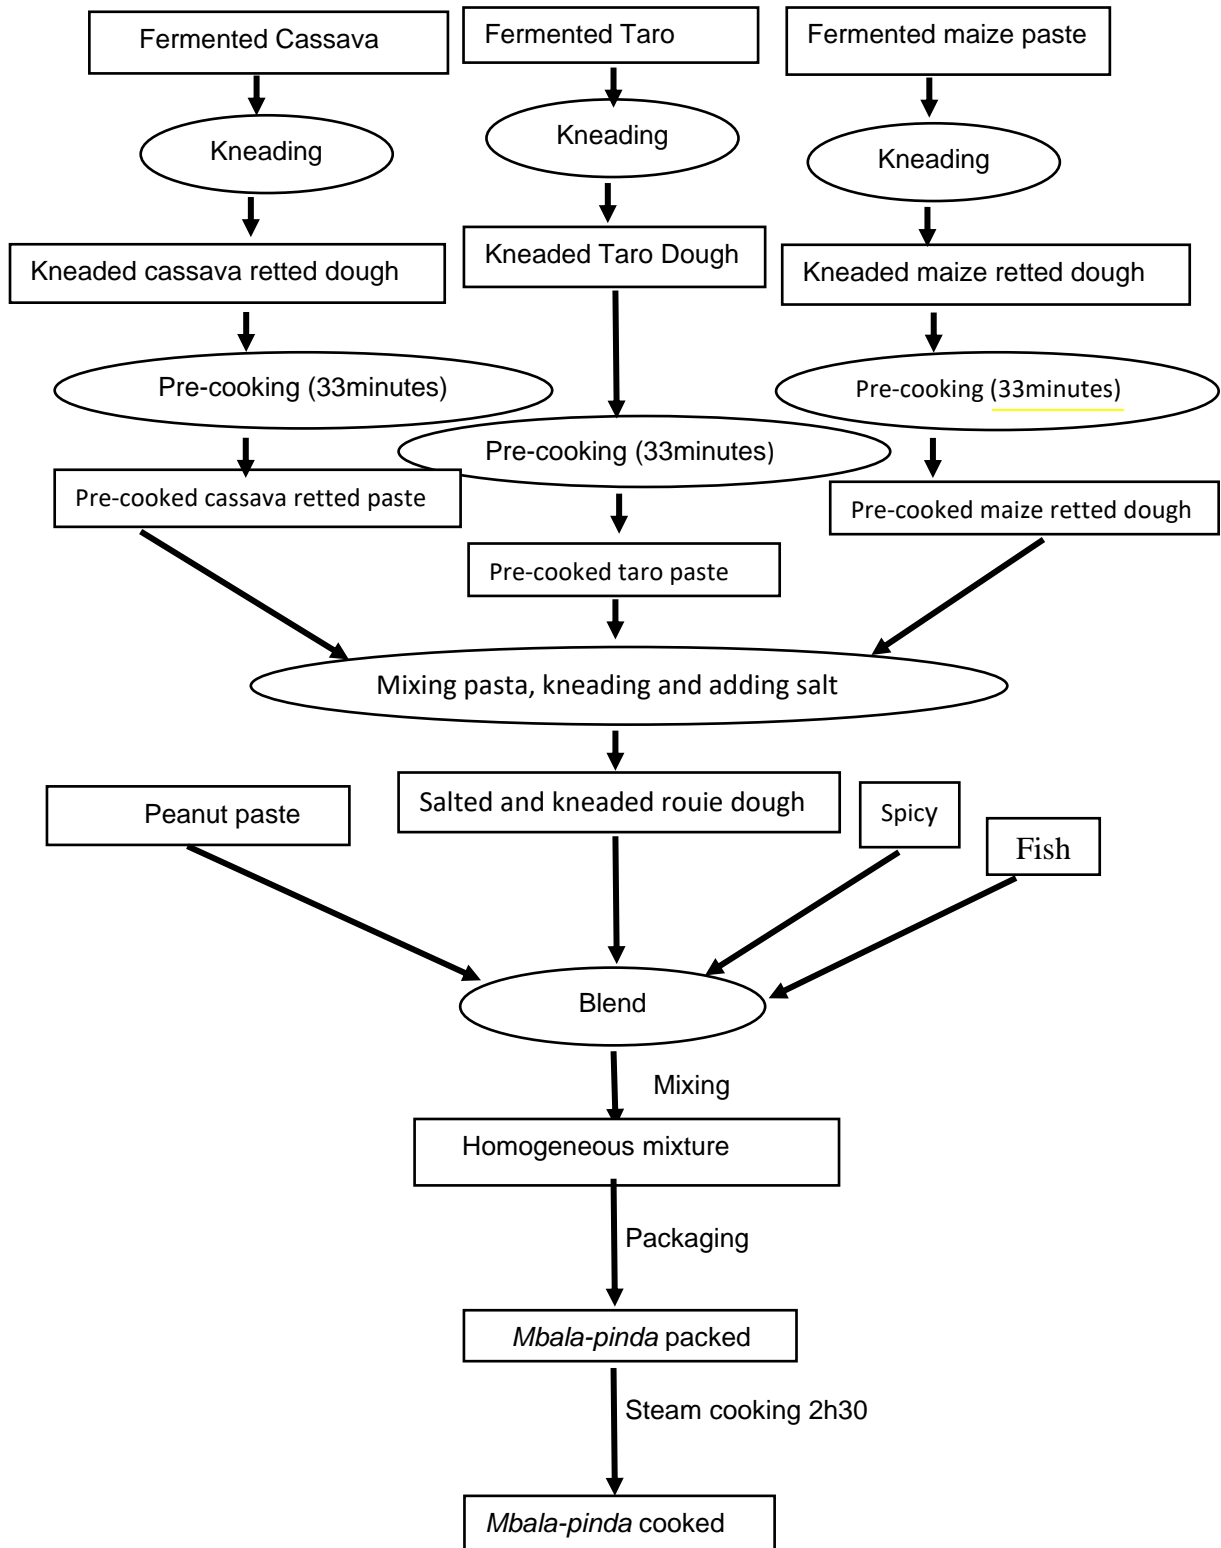 Fermented Cassava
Fermented Taro
Fermented maize paste
Kneading
Kneading
Kneading
Kneaded cassava retted dough
Kneaded Taro Dough
Kneaded maize retted dough
Pre-cooking (33minutes)
Pre-cooking (33minutes)
Pre-cooking (33minutes)
Pre-cooked cassava retted paste
Pre-cooked taro paste
Pre-cooked maize retted dough
Mixing pasta, kneading and adding salt
Peanut paste
Salted and kneaded rouie dough
Spicy
Fish
Blend
Mixing
Homogeneous mixture
Packaging
Mbala-pinda packed
Steam cooking 2h30
Mbala-pinda cooked